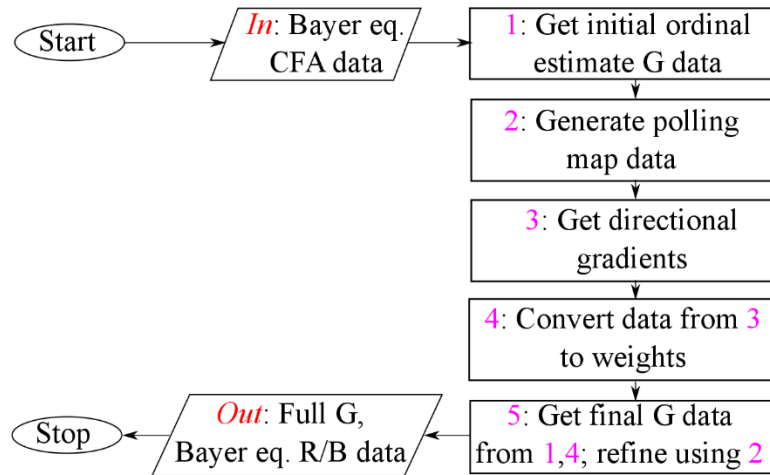 Start
In: Bayer eq.
CFA data
1: Get initial ordinal
estimate G data
2: Generate polling
map data
3: Get directional
gradients
4: Convert data from 3
to weights
5: Get final G data
from 1,4; refine using 2
Out: Full G,
Bayer eq. R/B data
Stop